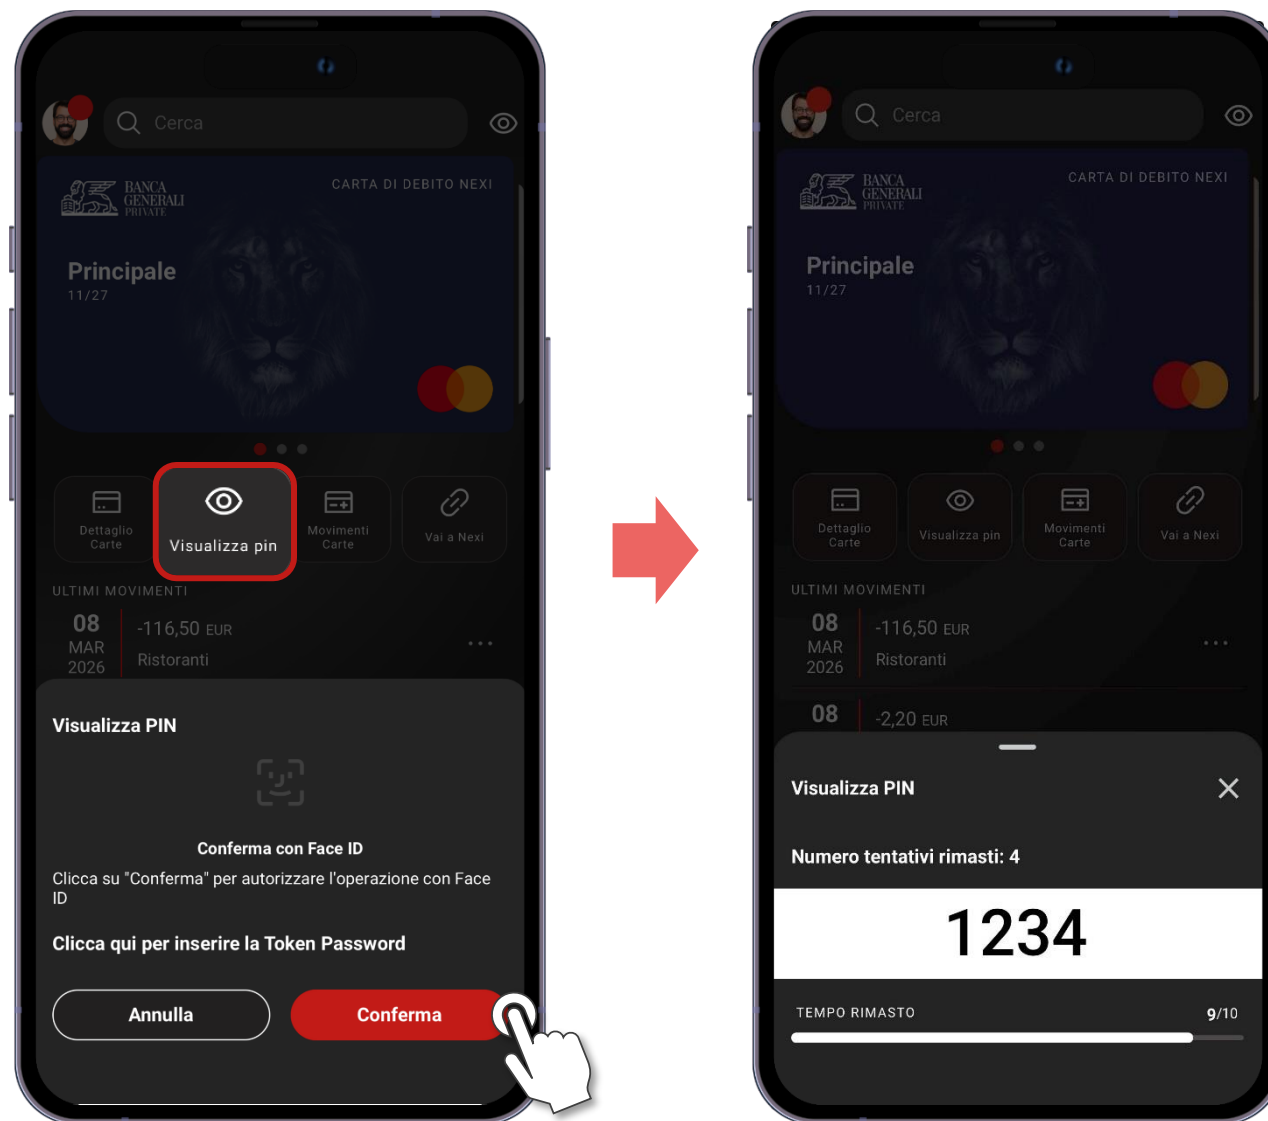 Cerca
BANCA
GENERALI
PRIVATE
CARTA DI DEBITO NEXI
Principale
11/27
Dettaglio
Carte
Visualizza pin
Movimenti
Carte
Vai a Nexi
ULTIMI MOVIMENTI
08
MAR
2026
-116,50 EUR
Ristoranti
Visualizza PIN
Conferma con Face ID
Clicca su "Conferma" per autorizzare l'operazione con Face
ID
Clicca qui per inserire la Token Password
Annulla
Conferma
Cerca
BANCA
GENERALI
PRIVATE
CARTA DI DEBITO NEXI
Principale
11/27
Dettaglio
Carte
Visualizza pin
Movimenti
Carte
Vai a Nexi
ULTIMI MOVIMENTI
08
MAR
2026
-116,50 EUR
Ristoranti
08
-2,20 EUR
Visualizza PIN
Numero tentativi rimasti: 4
1234
TEMPO RIMASTO
9/10